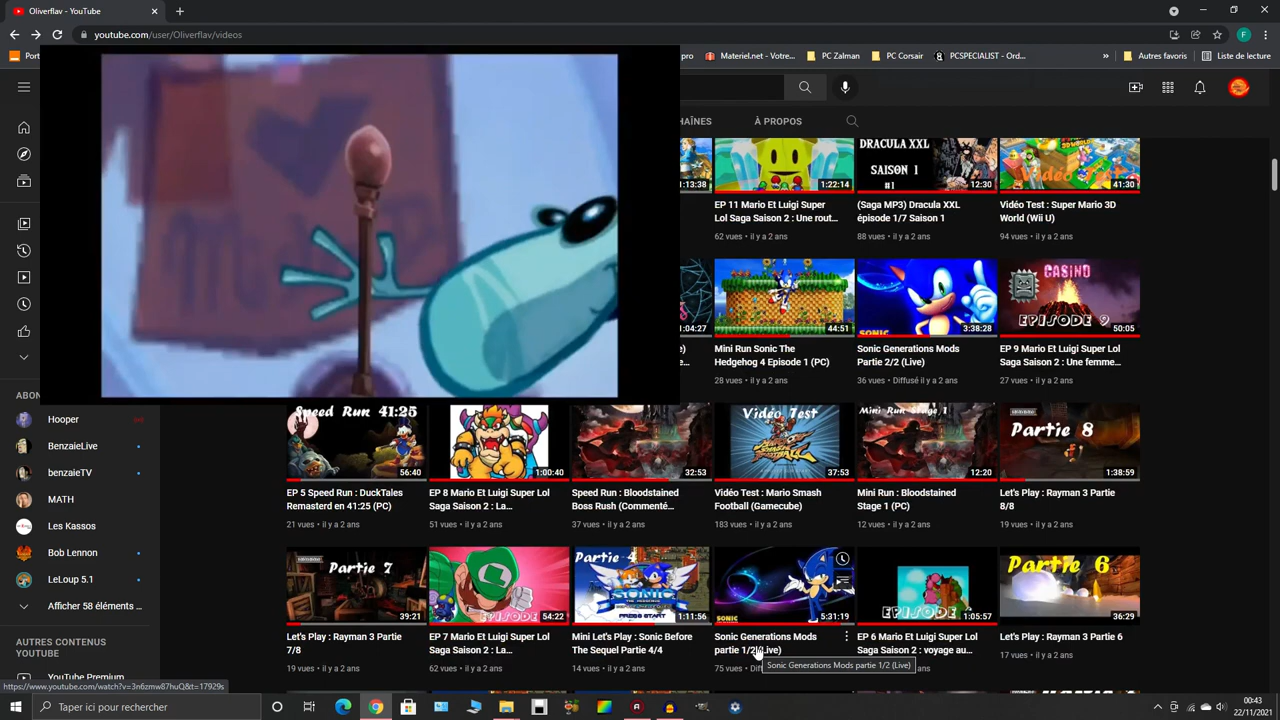 Oliverflav - YouTube
youtube.com/user/Oliverflav/videos
Port
Materiel.net - Votre...
PC Zalman
PC Corsair
PCSPECIALIST - Ord...
Autres favoris
Liste de lecture
F
HAÎNES
À PROPOS
1:13:38
1:22:14
DRACULA XXL
SAISON 1
#1
12:30
Vidéo Test
41:30
EP 11 Mario Et Luigi Super
Lol Saga Saison 2 : Une rout...
62 vues • il y a 2 ans
(Saga MP3) Dracula XXL
épisode 1/7 Saison 1
88 vues • il y a 2 ans
Vidéo Test : Super Mario 3D
World (Wii U)
94 vues • il y a 2 ans
1:04:27
44:51
SONIC
3:38:28
CASINO
EPISODE 9
50:05
Mini Run Sonic The
Hedgehog 4 Episode 1 (PC)
28 vues • il y a 2 ans
Sonic Generations Mods
Partie 2/2 (Live)
36 vues • Diffusé il y a 2 ans
EP 9 Mario Et Luigi Super Lol
Saga Saison 2 : Une femme...
27 vues • il y a 2 ans
ABON
Hooper
BenzaieLive
benzaieTV
MATH
Les Kassos
Bob Lennon
LeLoup 5.1
Afficher 58 éléments ...
AUTRES CONTENUS
YOUTUBE
YouTube Premium
Speed Run 41:25
56:40
1:00:40
32:53
Vidéo Test
37:53
Mini Run Stage 1
12:20
Partie 8
1:38:59
EP 5 Speed Run : DuckTales
Remasterd en 41:25 (PC)
21 vues • il y a 2 ans
EP 8 Mario Et Luigi Super Lol
Saga Saison 2 : La...
51 vues • il y a 2 ans
Speed Run : Bloodstained
Boss Rush (Commenté...
37 vues • il y a 2 ans
Vidéo Test : Mario Smash
Football (Gamecube)
183 vues • il y a 2 ans
Mini Run : Bloodstained
Stage 1 (PC)
12 vues • il y a 2 ans
Let's Play : Rayman 3 Partie
8/8
19 vues • il y a 2 ans
Partie 7
39:21
EPISODE
54:22
Partie 4
SONIC
PRESS START
1:11:56
SONIC
5:31:19
EPISODE
1:05:57
Partie 6
36:29
Let's Play : Rayman 3 Partie
7/8
19 vues • il y a 2 ans
EP 7 Mario Et Luigi Super Lol
Saga Saison 2 : La...
62 vues • il y a 2 ans
Mini Let's Play : Sonic Before
The Sequel Partie 4/4
14 vues • il y a 2 ans
Sonic Generations Mods
partie 1/2 (Live)
75 vues • Dif
Sonic Generations Mods partie 1/2 (Live)
EP 6 Mario Et Luigi Super Lol
Saga Saison 2 : voyage au...
ans
Let's Play : Rayman 3 Partie 6
17 vues • il y a 2 ans
https://www.youtube.com/watch?v=3n6zmw87huQ&t=17929s
Taper ici pour rechercher
00:43
22/11/2021